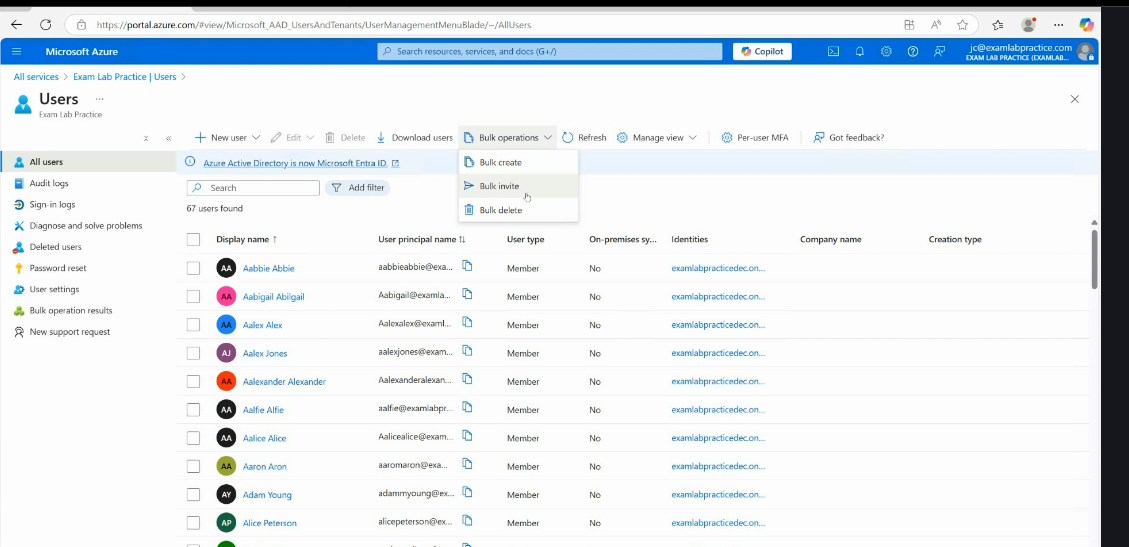 https://portal.azure.com/#view/Microsoft_AAD_UsersAndTenants/UserManagementMenuBlade/~/AllUsers
Microsoft Azure
Search resources, services, and docs (G+/)
Copilot
jc@examlabpractice.com
EXAM LAB PRACTICE (EXAMLAB...
All services > Exam Lab Practice | Users >
Users ...
Exam Lab Practice
New user
Edit
Delete
Download users
Bulk operations
Refresh
Manage view
Per-user MFA
Got feedback?
All users
Audit logs
Sign-in logs
Diagnose and solve problems
Deleted users
Password reset
User settings
Bulk operation results
New support request
Azure Active Directory is now Microsoft Entra ID.
Bulk create
Bulk invite
Bulk delete
Search
Add filter
67 users found
Display name ↑ User principal name ↑↓ User type On-premises sy... Identities Company name Creation type
AA Aabbie Abbie aabbieabbie@exa... Member No examlabpracticedec.on...
AA Aabigail Abilgail Aabigail@examla... Member No examlabpracticedec.on...
AA Aalex Alex Aalexalex@examl... Member No examlabpracticedec.on...
AJ Aalex Jones aalexjones@exam... Member No examlabpracticedec.on...
AA Aalexander Alexander Aalexanderalexan... Member No examlabpracticedec.on...
AA Aalfie Alfie aalfie@examlabpr... Member No examlabpracticedec.on...
AA Aalice Alice Aalicealice@exam... Member No examlabpracticedec.on...
AA Aaron Aron aaromaron@exa... Member No examlabpracticedec.on...
AY Adam Young adammyoung@ex... Member No examlabpracticedec.on...
AP Alice Peterson alicepeterson@ex... Member No examlabpracticedec.on...